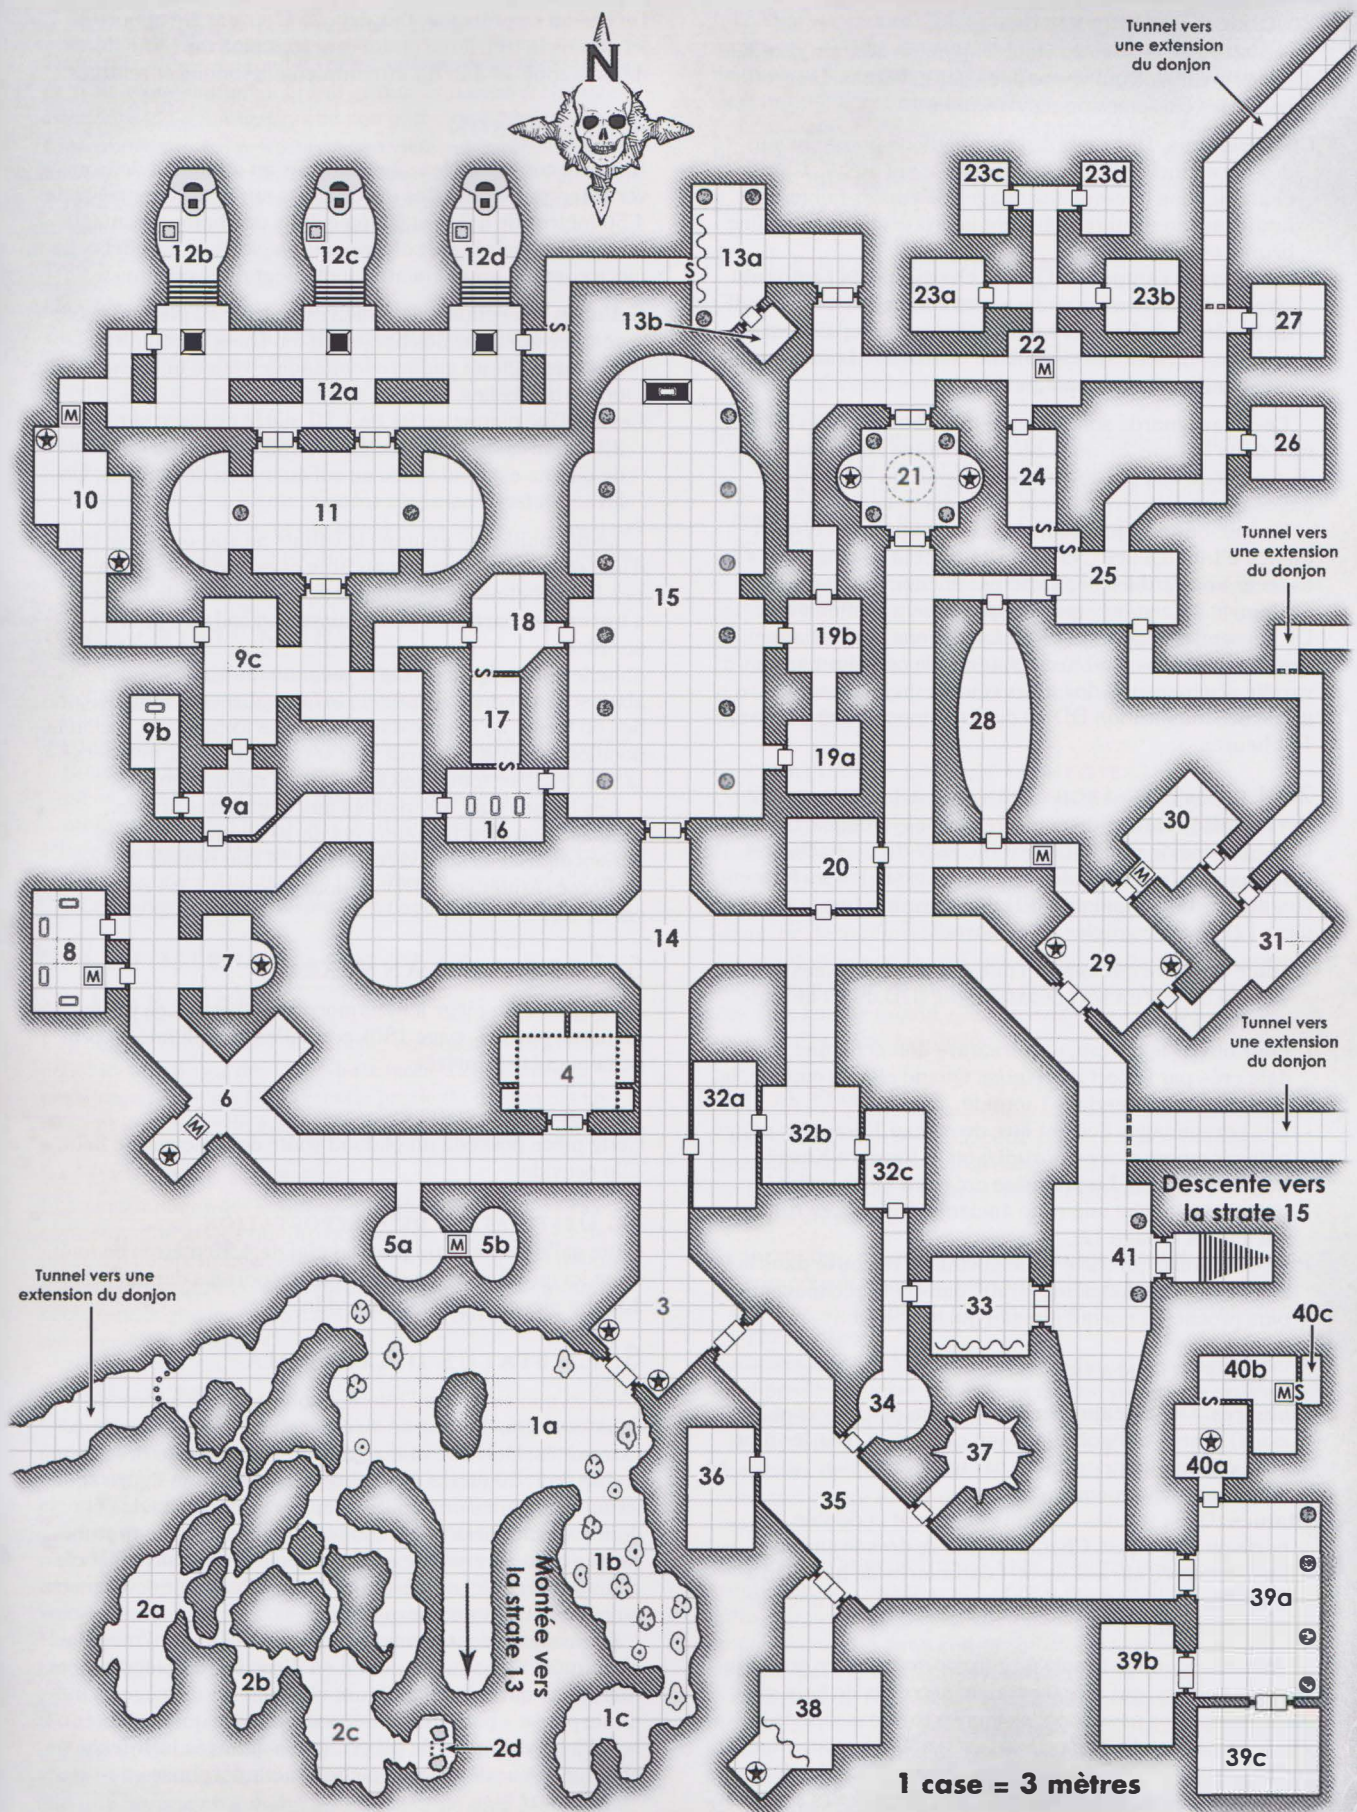 Tunnel vers
une extension
du donjon
N
23c
23d
12b
12c
12d
13a
S
23a
23b
27
13b
S
22
M
12a
M
26
10
11
21
24
S
S
Tunnel vers
une extension
du donjon
25
15
18
19b
9c
S
17
28
9b
S
19a
9a
16
30
20
M
M
14
8
M
7
29
31
4
Tunnel vers
une extension
du donjon
6
M
32a
32b
32c
Descente vers
la strate 15
5a
M
5b
41
Tunnel vers une
extension du donjon
3
33
40c
40b
M
S
S
34
1a
37
40a
36
35
Montée vers
la strate 13
1b
2a
39a
2b
39b
1c
38
2c
2d
39c
1 case = 3 mètres